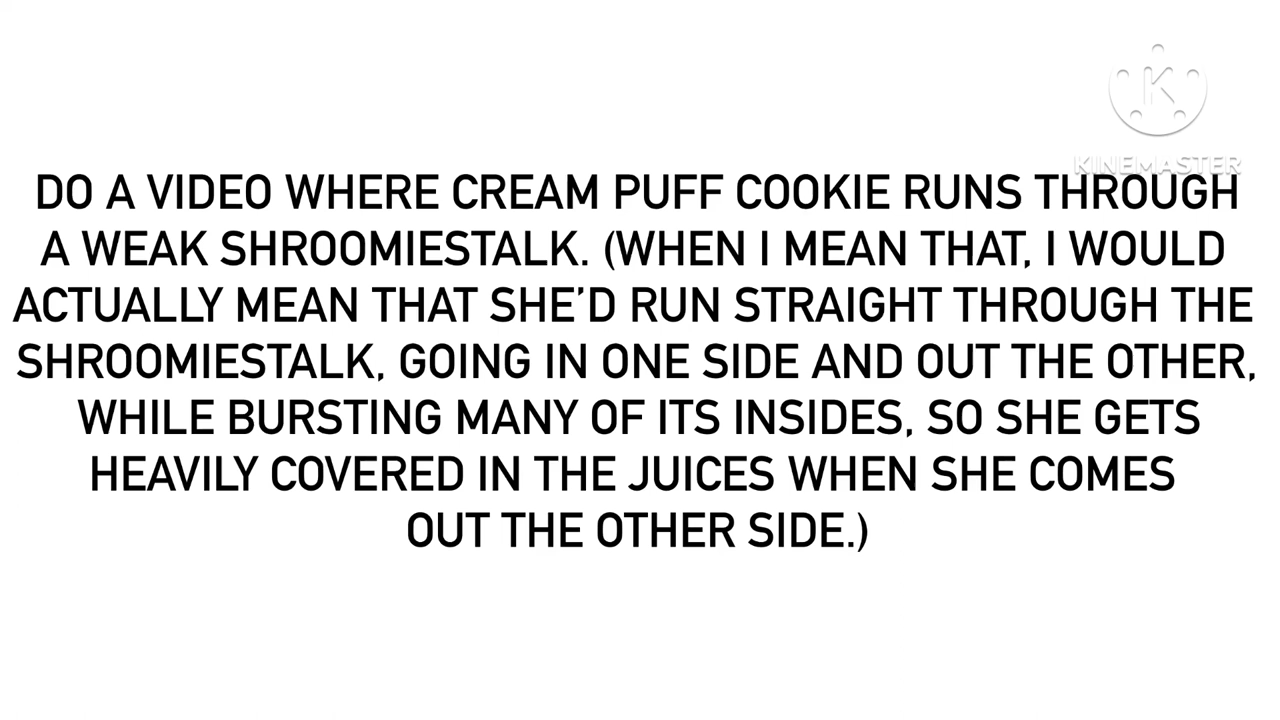 KINEMASTER
DO A VIDEO WHERE CREAM PUFF COOKIE RUNS THROUGH
A WEAK SHROOMIESTALK. (WHEN I MEAN THAT, I WOULD
ACTUALLY MEAN THAT SHE’D RUN STRAIGHT THROUGH THE
SHROOMIESTALK, GOING IN ONE SIDE AND OUT THE OTHER,
WHILE BURSTING MANY OF ITS INSIDES, SO SHE GETS
HEAVILY COVERED IN THE JUICES WHEN SHE COMES
OUT THE OTHER SIDE.)